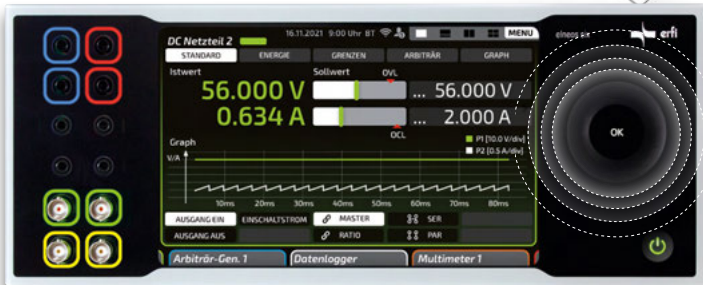 DC Netzteil 2 16.11.2021 9:00 Uhr BT MENU
STANDARD ENERGIE GRENZEN ARBITRÄR GRAPH
Istwert Sollwert OVL
56.000 V ... 56.000 V
0.634 A ... 2.000 A
OCL
Graph
P1 [10.0 V/div]
V/A P2 [0.5 A/div]
10ms 20ms 30ms 40ms 50ms 60ms 70ms 80ms
AUSGANG EIN EINSCHALTSTROM MASTER SER
AUSGANG AUS RATIO PAR
Arbiträr-Gen. 1 Datenlogger Multimeter 1
erfi
OK